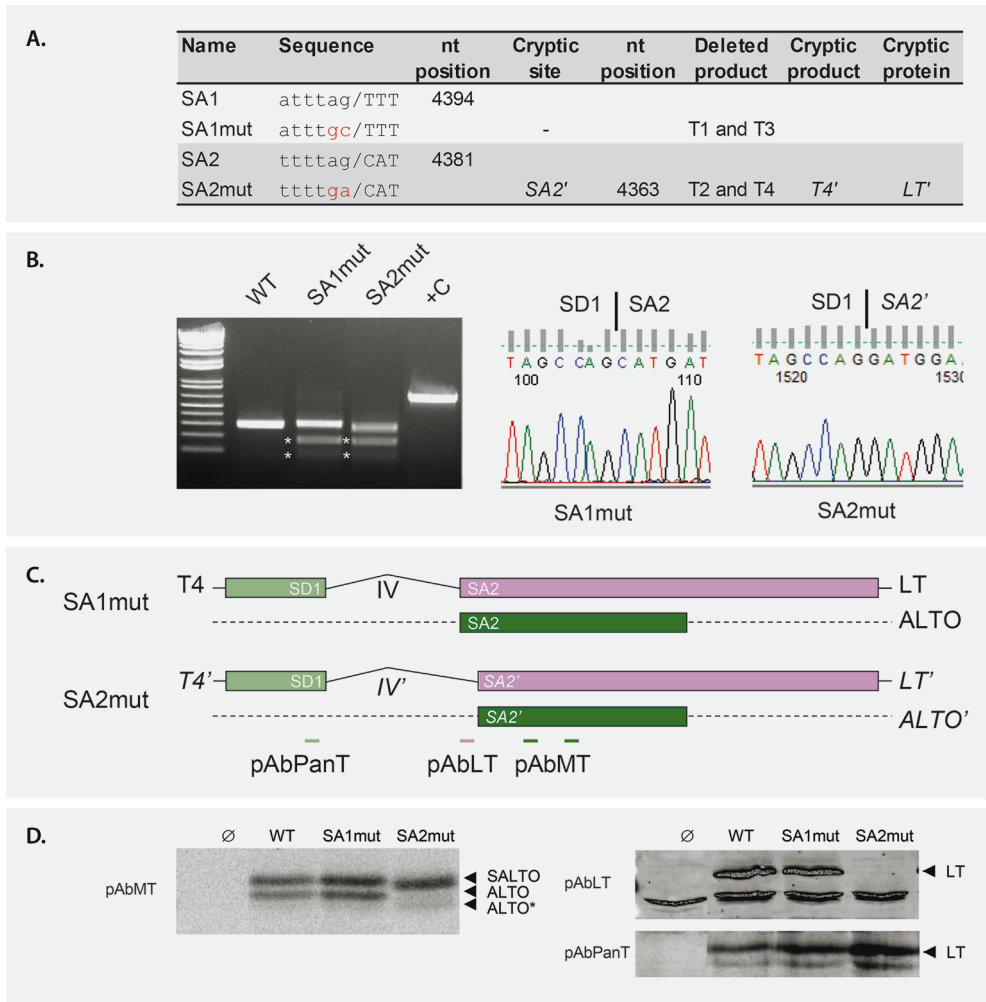 A.
Name Sequence nt position Cryptic site nt position Deleted product Cryptic product Cryptic protein
SA1 atttag/TTT 4394
SA1mut atttgc/TTT - T1 and T3
SA2 ttttag/CAT 4381
SA2mut ttttga/CAT SA2' 4363 T2 and T4 T4' LT'
B.
WT SA1mut SA2mut +C
* *
* *
SD1 SA2
TAGCCAGCATGAT
100 110
SA1mut
SD1 SA2'
TAGCCAGGATGGA
1520 1530
SA2mut
C.
SA1mut
T4 SD1 IV SA2 LT
SA2 ALTO
SA2mut
T4' SD1 IV' SA2' LT'
SA2' ALTO'
pAbPanT pAbLT pAbMT
D.
∅ WT SA1mut SA2mut
pAbMT
SALTO
ALTO
ALTO*
∅ WT SA1mut SA2mut
pAbLT LT
pAbPanT LT